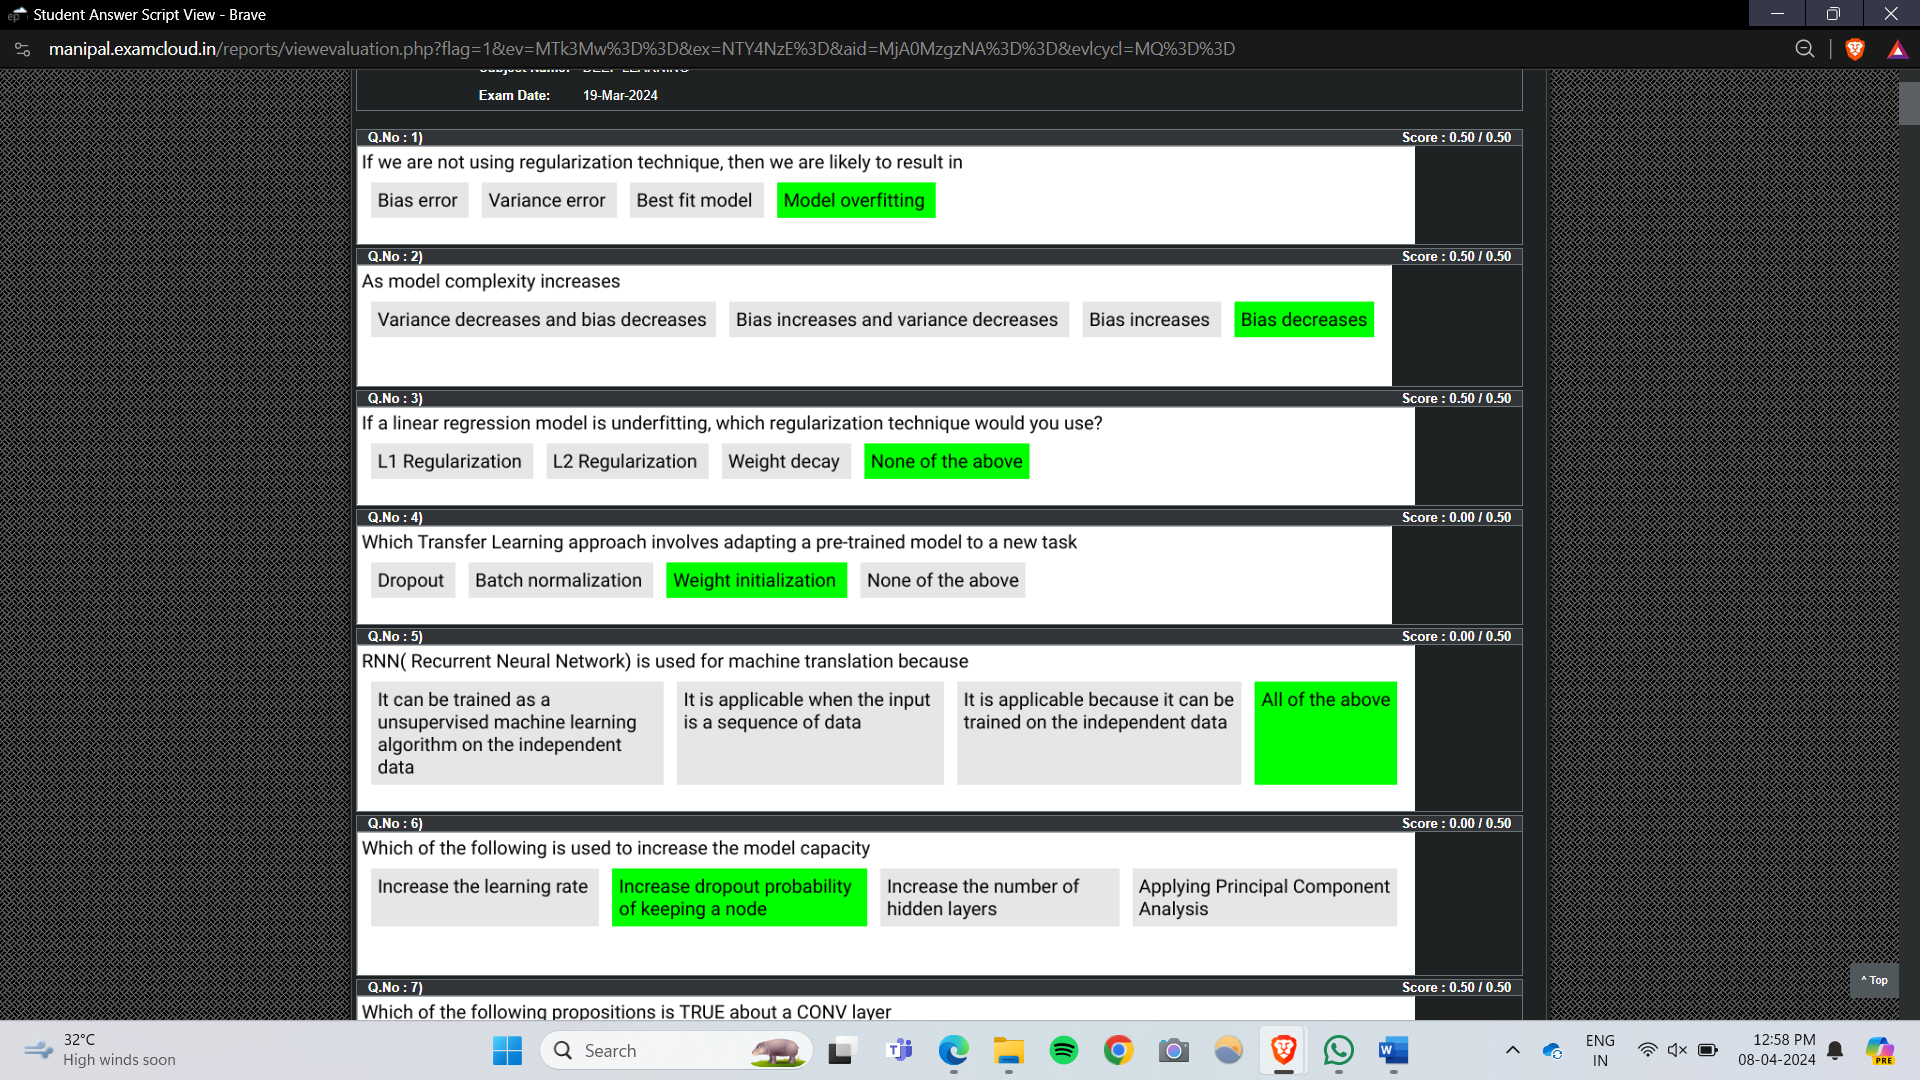 Student Answer Script View - Brave
manipal.examcloud.in/reports/viewevaluation.php?flag=1&ev=MTk3Mw%3D%3D&ex=NTY4NzE%3D&aid=MjA0MzgzNA%3D%3D&evlcycl=MQ%3D%3D
Subject Name: DEEP LEARNING
Exam Date: 19-Mar-2024
Q.No : 1) Score : 0.50 / 0.50
If we are not using regularization technique, then we are likely to result in
Bias error Variance error Best fit model Model overfitting
Q.No : 2) Score : 0.50 / 0.50
As model complexity increases
Variance decreases and bias decreases Bias increases and variance decreases Bias increases Bias decreases
Q.No : 3) Score : 0.50 / 0.50
If a linear regression model is underfitting, which regularization technique would you use?
L1 Regularization L2 Regularization Weight decay None of the above
Q.No : 4) Score : 0.00 / 0.50
Which Transfer Learning approach involves adapting a pre-trained model to a new task
Dropout Batch normalization Weight initialization None of the above
Q.No : 5) Score : 0.00 / 0.50
RNN( Recurrent Neural Network) is used for machine translation because
It can be trained as a
unsupervised machine learning
algorithm on the independent
data
It is applicable when the input
is a sequence of data
It is applicable because it can be
trained on the independent data
All of the above
Q.No : 6) Score : 0.00 / 0.50
Which of the following is used to increase the model capacity
Increase the learning rate
Increase dropout probability
of keeping a node
Increase the number of
hidden layers
Applying Principal Component
Analysis
^ Top
Q.No : 7) Score : 0.50 / 0.50
Which of the following propositions is TRUE about a CONV layer
32°C
High winds soon
Search
ENG
IN
12:58 PM
08-04-2024
PRE